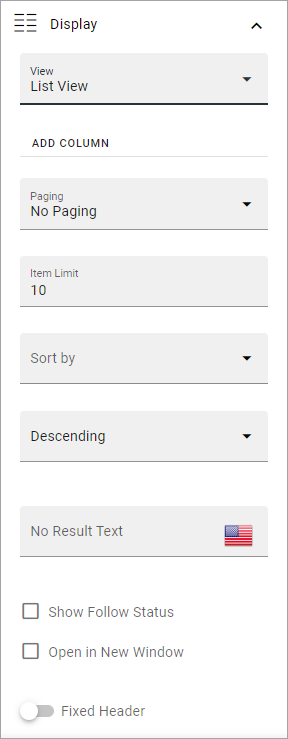 Display
View
List View
ADD COLUMN
Paging
No Paging
Item Limit
10
Sort by
Descending
No Result Text
Show Follow Status
Open in New Window
Fixed Header